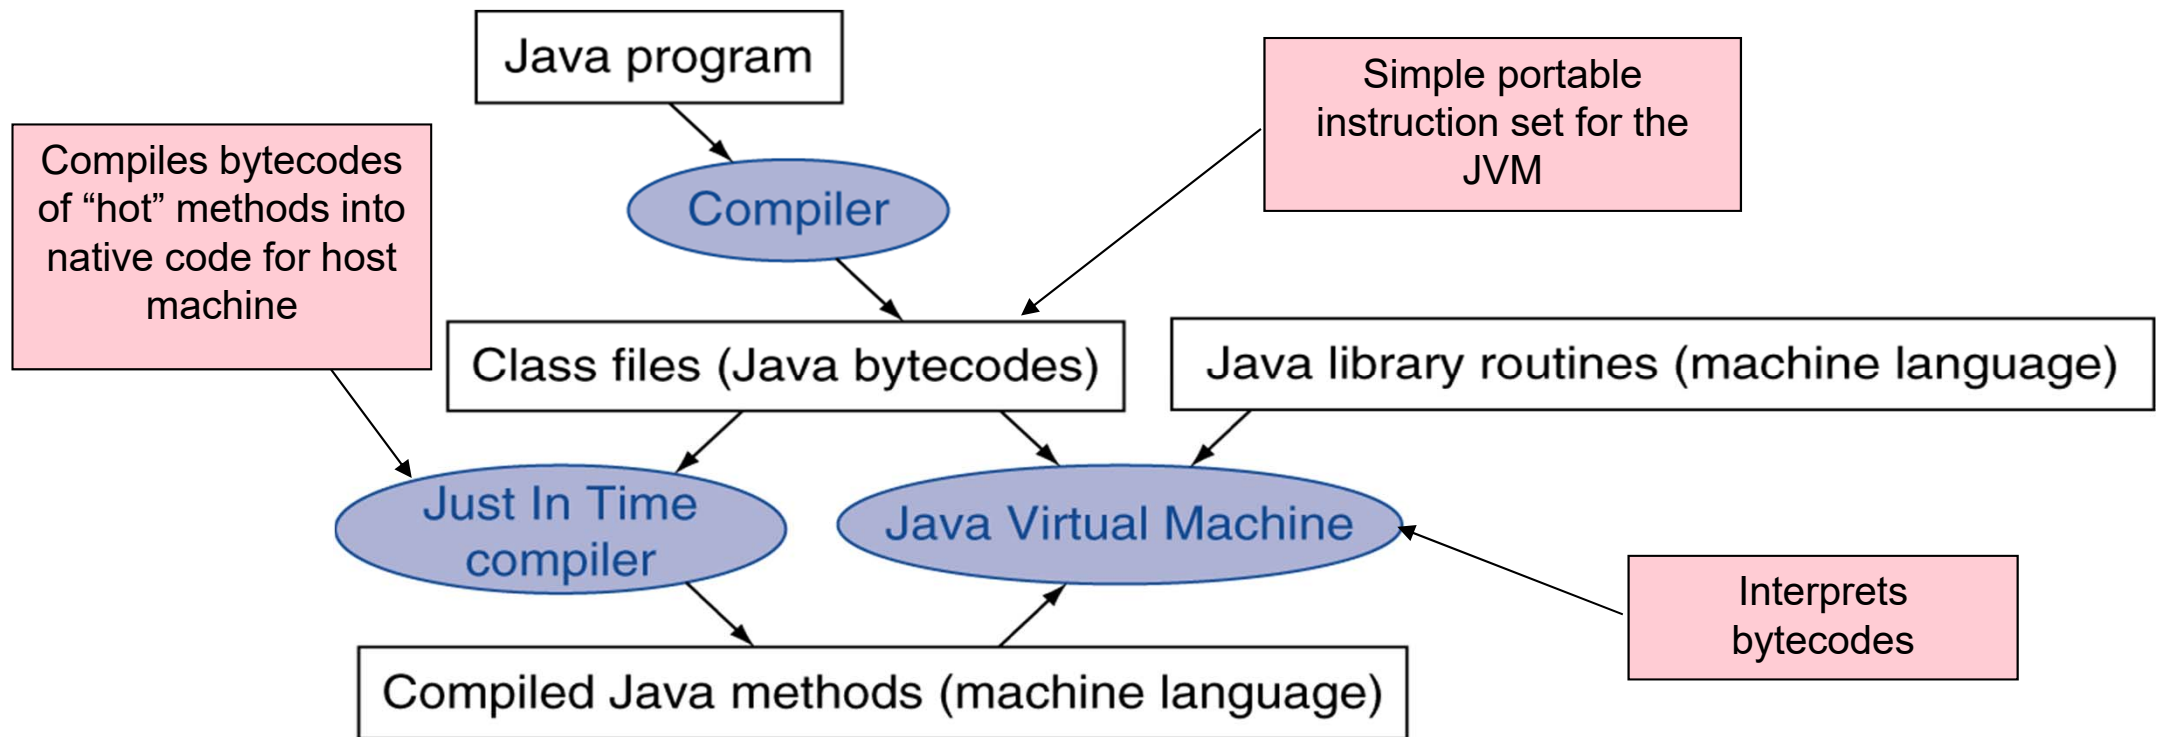 Java program
Simple portable
instruction set for the
JVM
Compiles bytecodes
of “hot” methods into
native code for host
machine
Compiler
Class files (Java bytecodes)
Java library routines (machine language)
Just In Time
compiler
Java Virtual Machine
Interprets
bytecodes
Compiled Java methods (machine language)